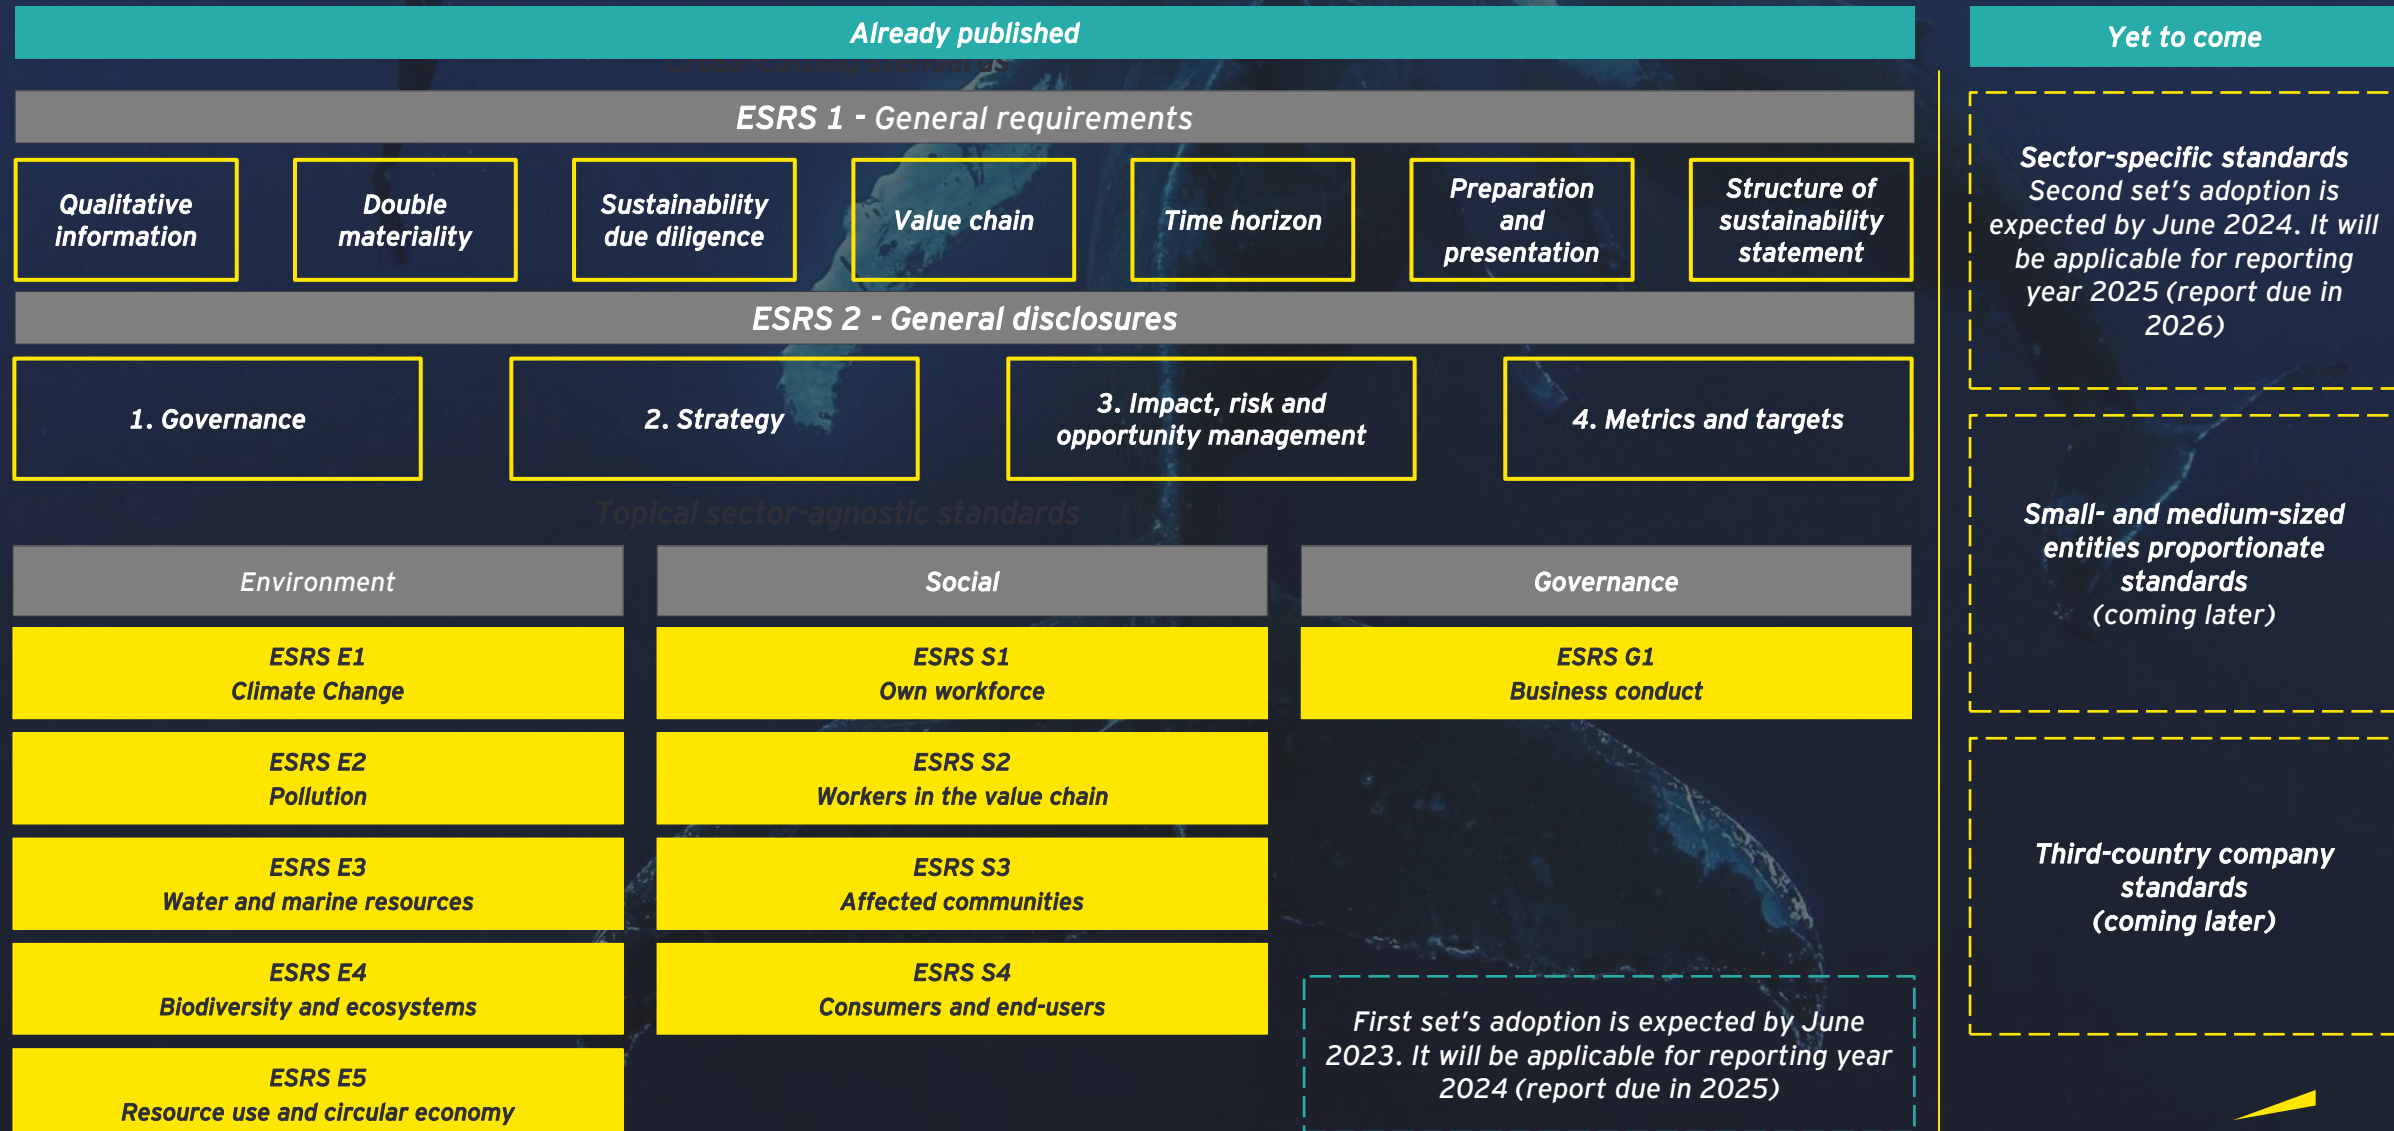 Already published
Cross-cutting standards
ESRS 1 - General requirements
Qualitative
information
Double
materiality
Sustainability
due diligence
Value chain
Time horizon
Preparation
and
presentation
Structure of
sustainability
statement
ESRS 2 - General disclosures
1. Governance
2. Strategy
3. Impact, risk and
opportunity management
4. Metrics and targets
Topical sector-agnostic standards
Environment
ESRS E1
Climate Change
ESRS E2
Pollution
ESRS E3
Water and marine resources
ESRS E4
Biodiversity and ecosystems
ESRS E5
Resource use and circular economy
Social
ESRS S1
Own workforce
ESRS S2
Workers in the value chain
ESRS S3
Affected communities
ESRS S4
Consumers and end-users
Governance
ESRS G1
Business conduct
First set's adoption is expected by June
2023. It will be applicable for reporting year
2024 (report due in 2025)
Yet to come
Sector-specific standards
Second set's adoption is
expected by June 2024. It will
be applicable for reporting
year 2025 (report due in
2026)
Small- and medium-sized
entities proportionate
standards
(coming later)
Third-country company
standards
(coming later)